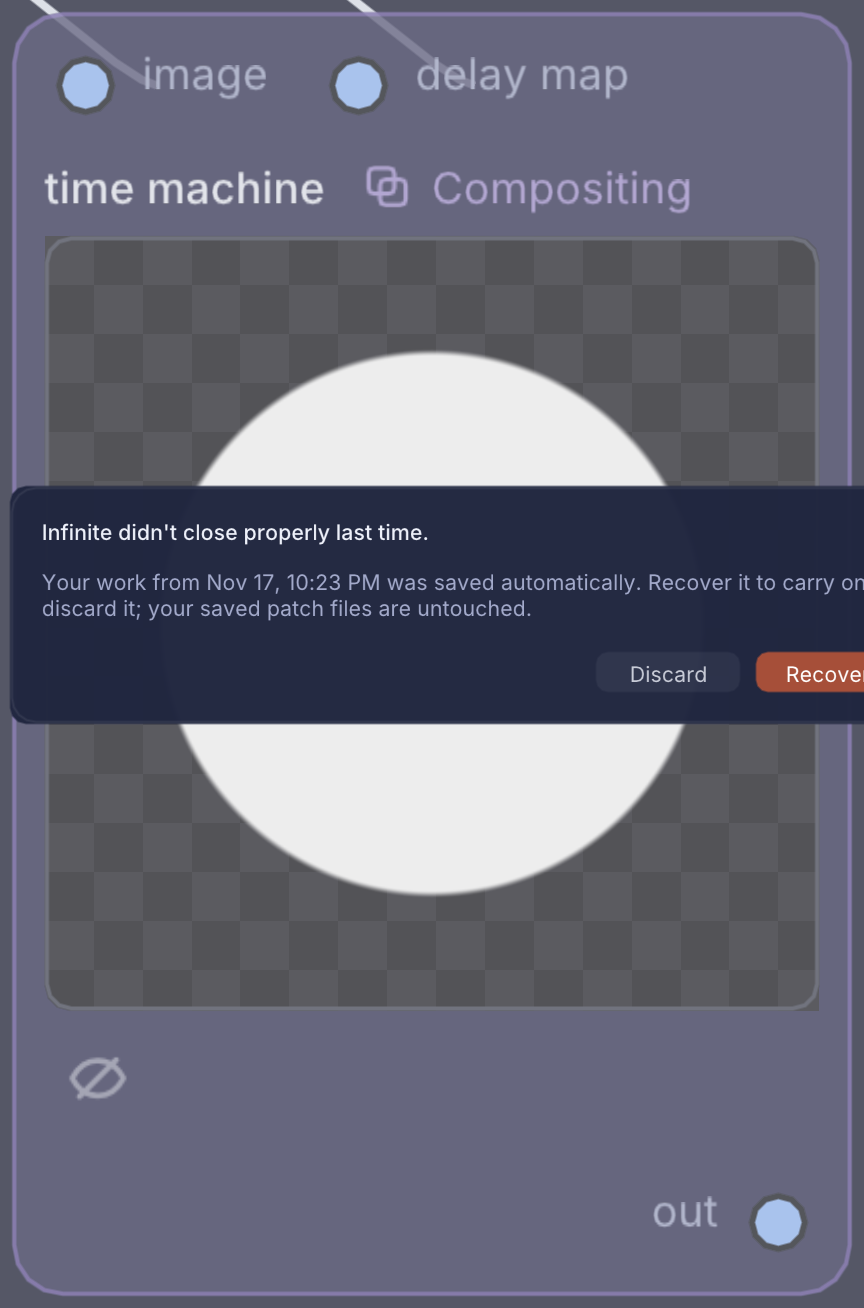 image delay map
time machine Compositing
Infinite didn't close properly last time.
Your work from Nov 17, 10:23 PM was saved automatically. Recover it to carry on
discard it; your saved patch files are untouched.
Discard Recover
out